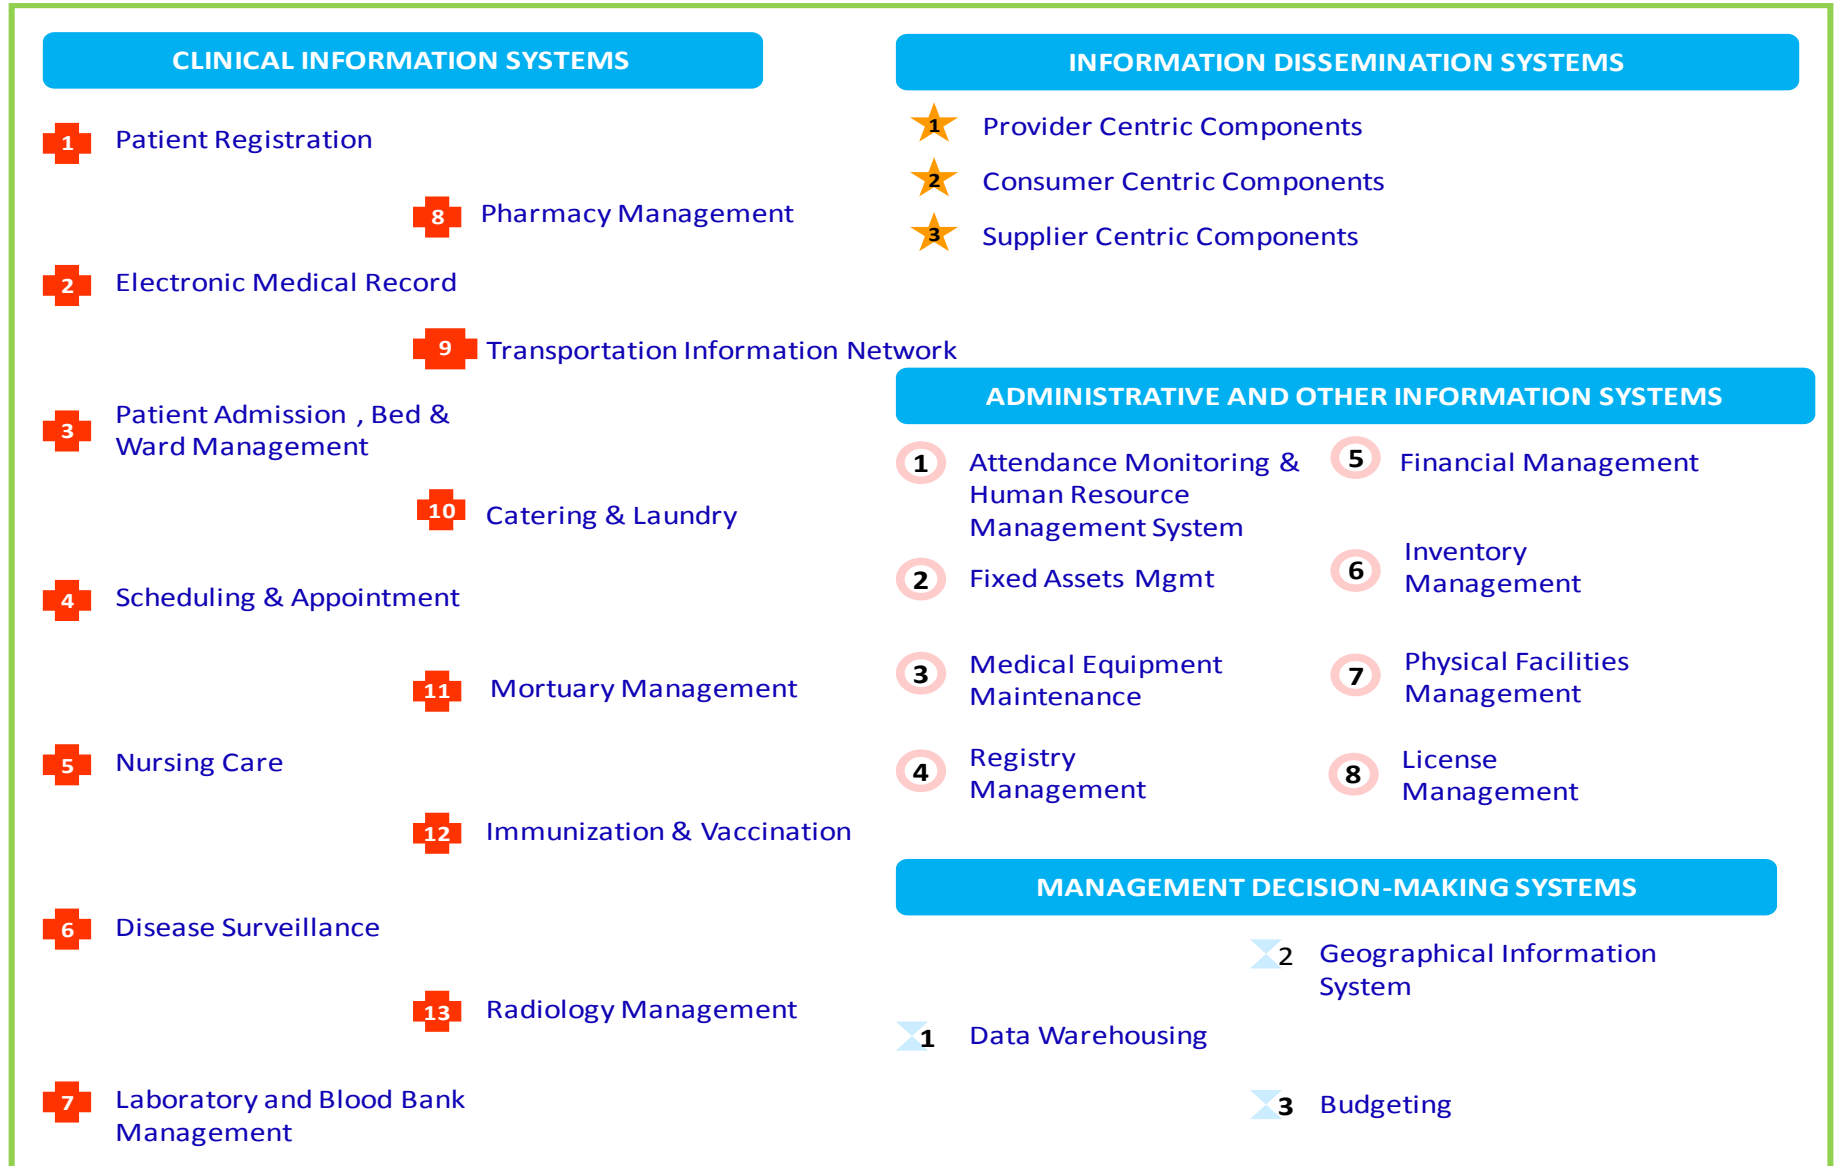 CLINICAL INFORMATION SYSTEMS
1 Patient Registration
8 Pharmacy Management
2 Electronic Medical Record
9 Transportation Information Network
3 Patient Admission , Bed &
Ward Management
10 Catering & Laundry
4 Scheduling & Appointment
11 Mortuary Management
5 Nursing Care
12 Immunization & Vaccination
6 Disease Surveillance
13 Radiology Management
7 Laboratory and Blood Bank
Management
INFORMATION DISSEMINATION SYSTEMS
1 Provider Centric Components
2 Consumer Centric Components
3 Supplier Centric Components
ADMINISTRATIVE AND OTHER INFORMATION SYSTEMS
1 Attendance Monitoring &
Human Resource
Management System
2 Fixed Assets Mgmt
3 Medical Equipment
Maintenance
4 Registry
Management
5 Financial Management
6 Inventory
Management
7 Physical Facilities
Management
8 License
Management
MANAGEMENT DECISION-MAKING SYSTEMS
2 Geographical Information
System
1 Data Warehousing
3 Budgeting